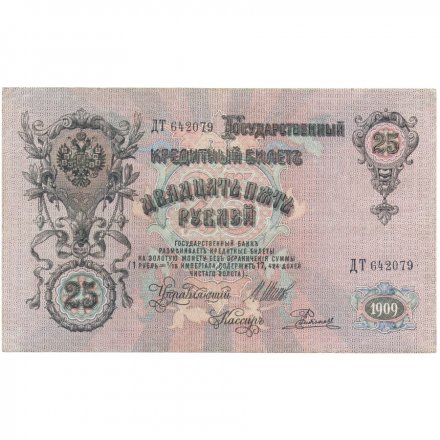 ДТ 642079 Государственный
25
Кредитный Билетъ
ДВАДЦАТЬ ПЯТЬ
РУБЛЕЙ
ГОСУДАРСТВЕННЫЙ БАНКЪ
РАЗМѢНИВАЕТЪ КРЕДИТНЫЕ БИЛЕТЫ
НА ЗОЛОТУЮ МОНЕТУ БЕЗЪ ОГРАНИЧЕНІЯ СУММЫ
(1 РУБЛЬ = 1/15 ИМПЕРІАЛА, СОДЕРЖИТЪ 17,424 ДОЛЕЙ
ЧИСТАГО ЗОЛОТА).
ДТ 642079
25
Управляющій
Кассиръ
1909